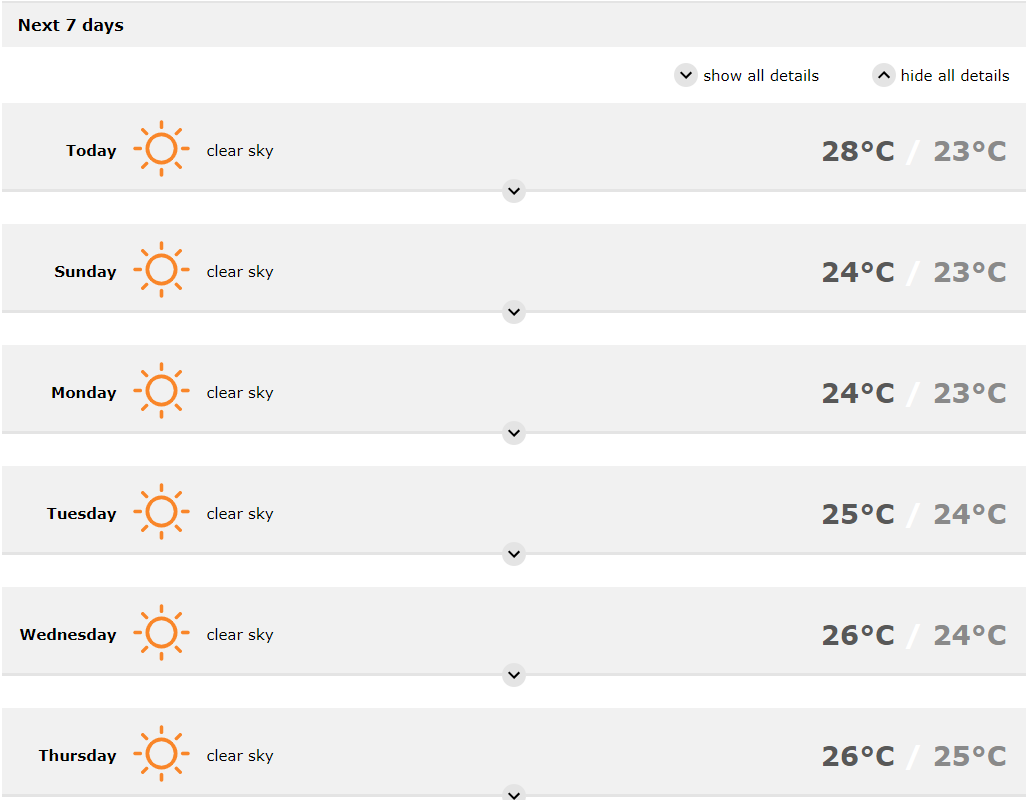 Next 7 days
show all details hide all details
Today clear sky 28°C / 23°C
Sunday clear sky 24°C / 23°C
Monday clear sky 24°C / 23°C
Tuesday clear sky 25°C / 24°C
Wednesday clear sky 26°C / 24°C
Thursday clear sky 26°C / 25°C